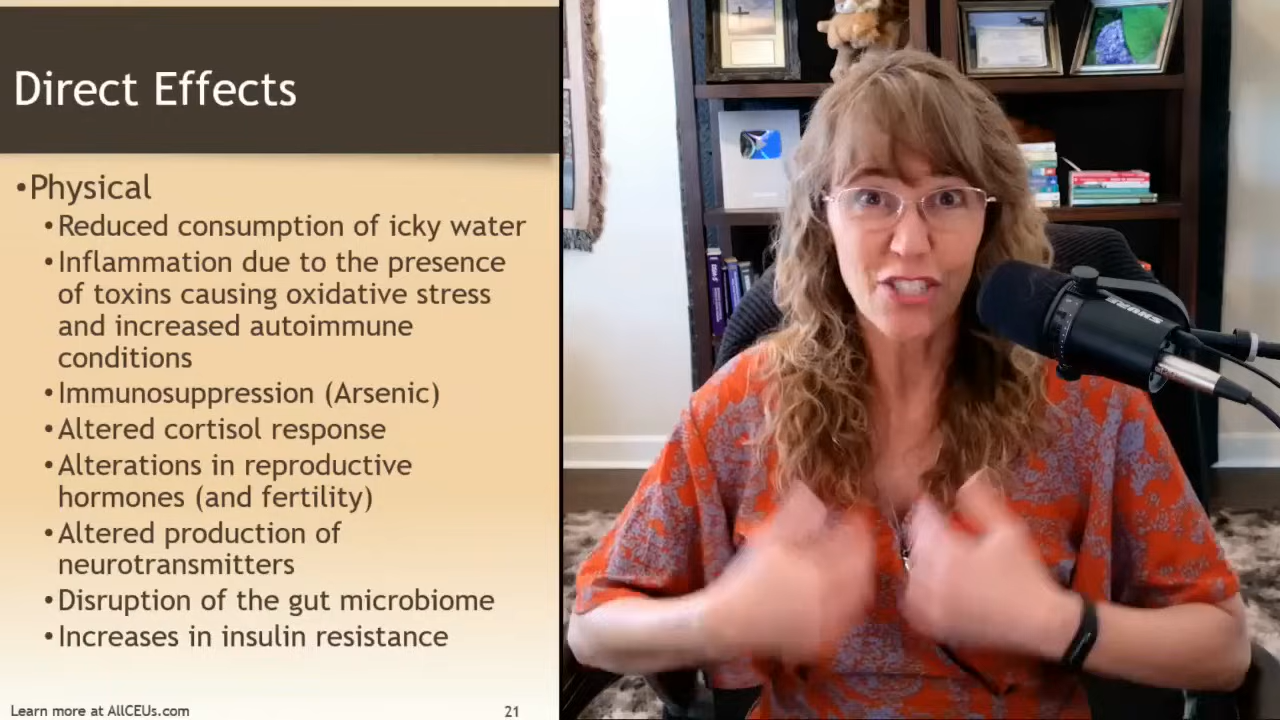 Direct Effects
•Physical
•Reduced consumption of icky water
•Inflammation due to the presence
of toxins causing oxidative stress
and increased autoimmune
conditions
•Immunosuppression (Arsenic)
•Altered cortisol response
•Alterations in reproductive
hormones (and fertility)
•Altered production of
neurotransmitters
•Disruption of the gut microbiome
•Increases in insulin resistance
Learn more at AllCEUs.com
21
SHURE